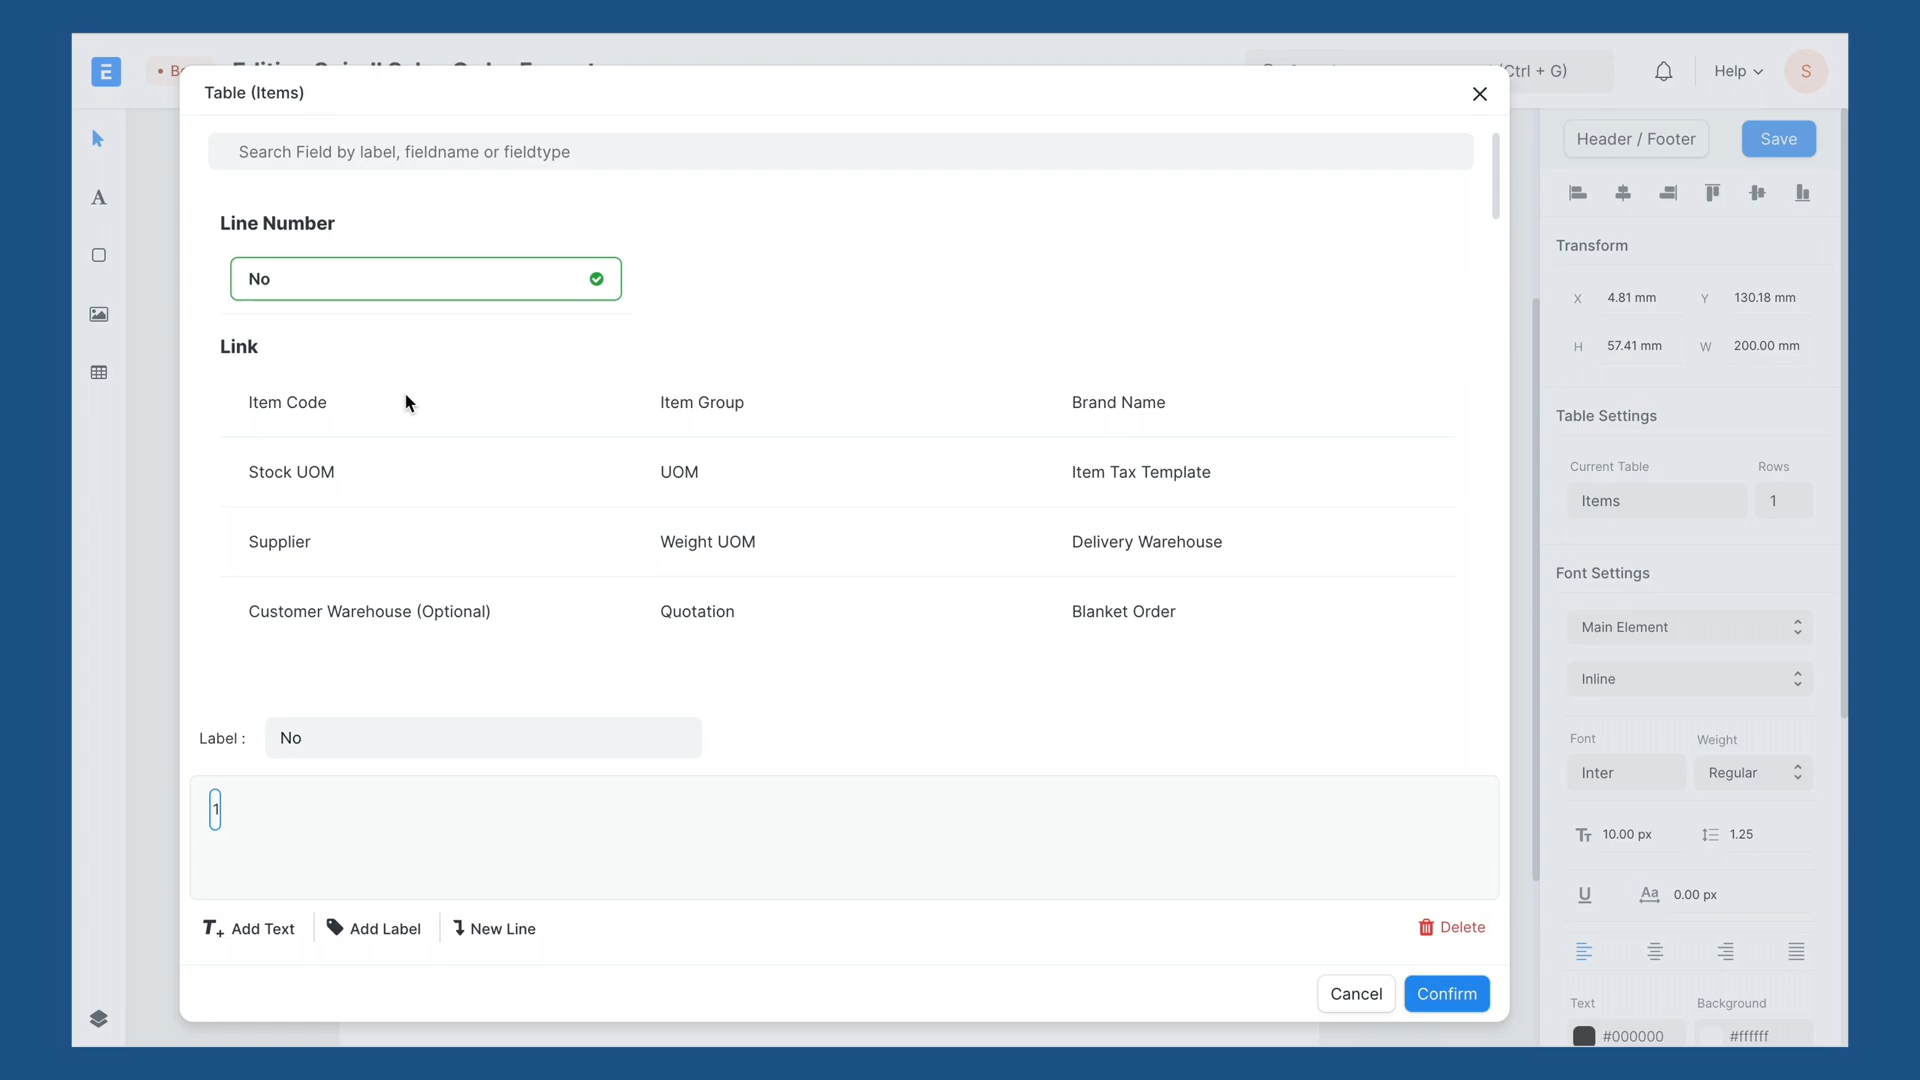 E
Table (Items)
Ctrl + G)
Help
S
Search Field by label, fieldname or fieldtype
Header / Footer
Save
Line Number
No
Transform
X 4.81 mm Y 130.18 mm
H 57.41 mm W 200.00 mm
Link
Item Code Item Group Brand Name
Stock UOM UOM Item Tax Template
Supplier Weight UOM Delivery Warehouse
Customer Warehouse (Optional) Quotation Blanket Order
Table Settings
Current Table Rows
Items 1
Font Settings
Main Element
Inline
Font Weight
Inter Regular
Label : No
1
10.00 px 1.25
U Aa 0.00 px
Add Text Add Label New Line
Delete
Cancel Confirm
Text Background
#000000 #ffffff